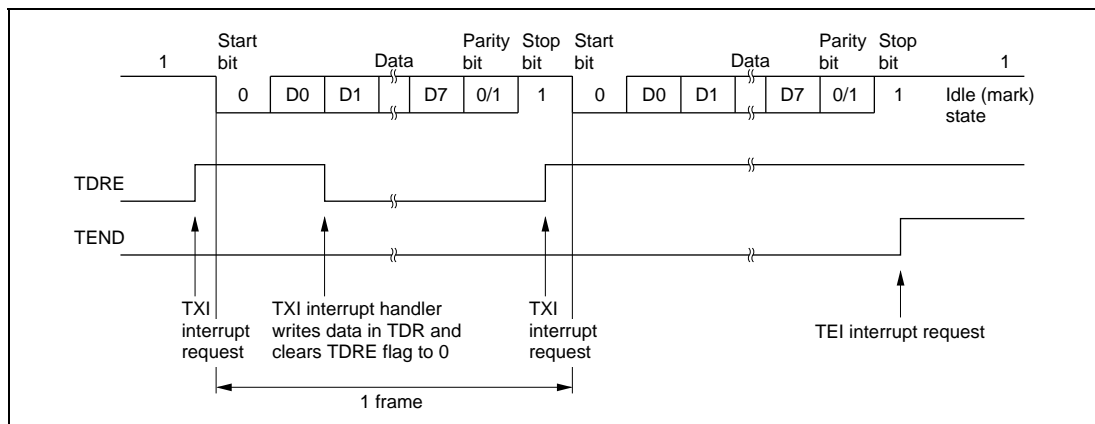 Start bit
Parity bit
Stop bit
Start bit
Parity bit
Stop bit
1
Data
Data
1
0
D0
D1
D7
0/1
1
0
D0
D1
D7
0/1
1
Idle (mark) state
TDRE
TEND
TXI interrupt request
TXI interrupt handler writes data in TDR and clears TDRE flag to 0
TXI interrupt request
TEI interrupt request
1 frame